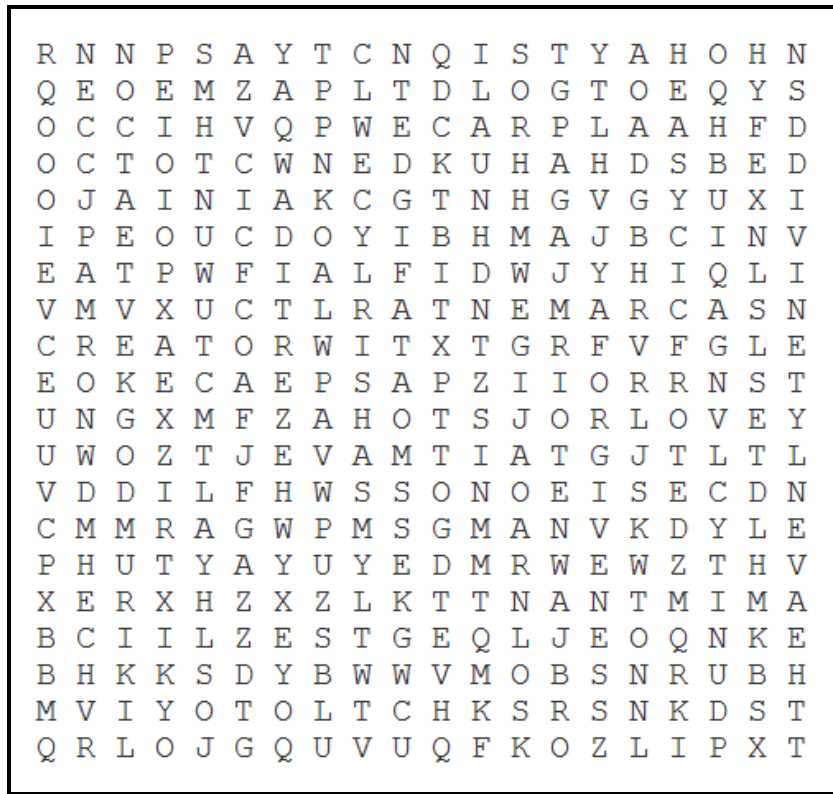 R N N P S A Y T C N Q I S T Y A H O H N
Q E O E M Z A P L T D L O G T O E Q Y S
O C C I H V Q P W E C A R P L A A H F D
O C T O T C W N E D K U H A H D S B E D
O J A I N I A K C G T N H G V G Y U X I
I P E O U C D O Y I B H M A J B C I N V
E A T P W F I A L F I D W J Y H I Q L I
V M V X U C T L R A T N E M A R C A S N
C R E A T O R W I T X T G R F V F G L E
E O K E C A E P S A P Z I I O R R N S T
U N G X M F Z A H O T S J O R L O V E Y
U W O Z T J E V A M T I A T G J T L T L
V D D I L F H W S S O N O E I S E C D N
C M M R A G W P M S G M A N V K D Y L E
P H U T Y A Y U Y E D M R W E W Z T H V
X E R X H Z X Z L K T T N A N T M I M A
B C I I L Z E S T G E Q L J E O Q N K E
B H K K S D Y B W W V M O B S N R U B H
M V I Y O T O L T C H K S R S N K D S T
Q R L O J G Q U V U Q F K O Z L I P X T